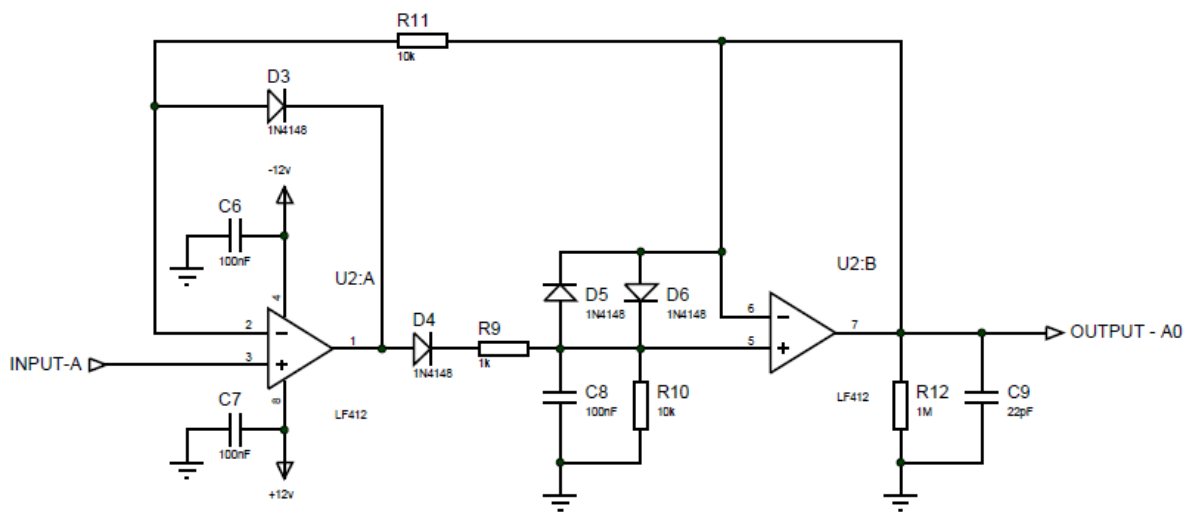 R11
10k
D3
1N4148
-12v
C6
100nF
U2:A
U2:B
4
D5
1N4148
D6
1N4148
2
3
1
D4
1N4148
R9
1k
6
5
7
INPUT-A
OUTPUT - A0
8
C7
100nF
LF412
C8
100nF
R10
10k
LF412
R12
1M
C9
22pF
+12v